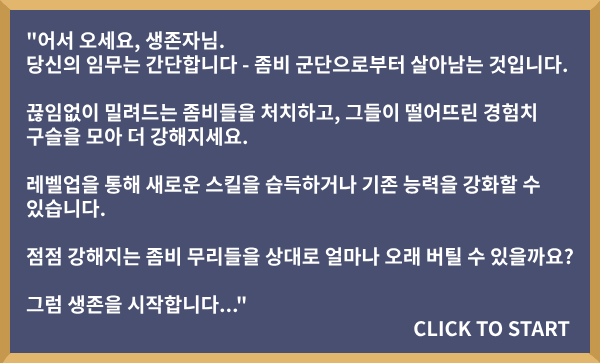 "어서 오세요, 생존자님.
당신의 임무는 간단합니다 - 좀비 군단으로부터 살아남는 것입니다.
끊임없이 밀려드는 좀비들을 처치하고, 그들이 떨어뜨린 경험치
구슬을 모아 더 강해지세요.
레벨업을 통해 새로운 스킬을 습득하거나 기존 능력을 강화할 수
있습니다.
점점 강해지는 좀비 무리들을 상대로 얼마나 오래 버틸 수 있을까요?
그럼 생존을 시작합니다..."
CLICK TO START